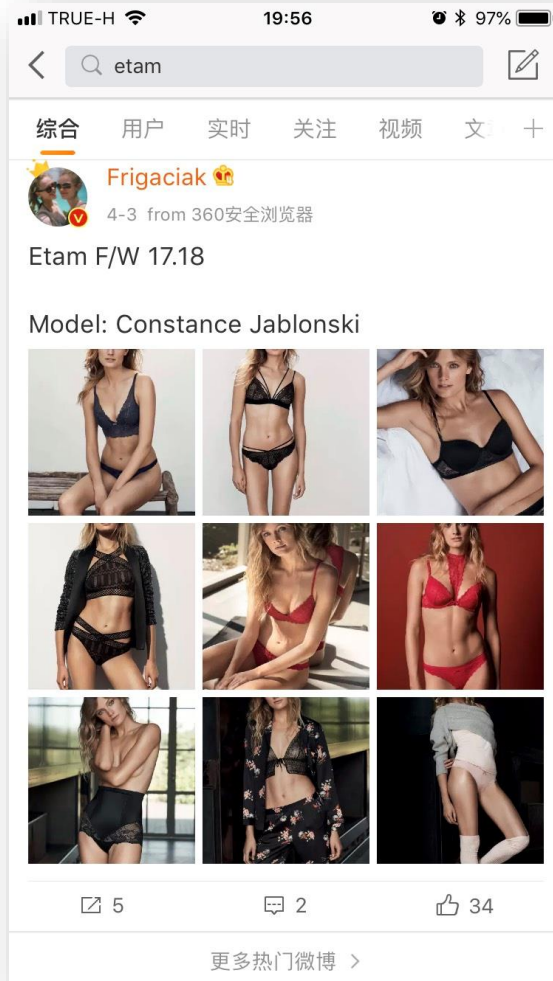 TRUE-H
19:56
97%
etam
综合
用户
实时
关注
视频
文
Frigaciak
V
4-3 from 360安全浏览器
Etam F/W 17.18
Model: Constance Jablonski
5
2
34
更多热门微博